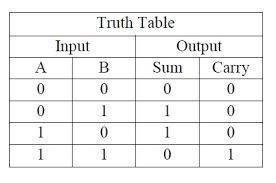 Truth Table
Input Output
A B Sum Carry
0 0 0 0
0 1 1 0
1 0 1 0
1 1 0 1